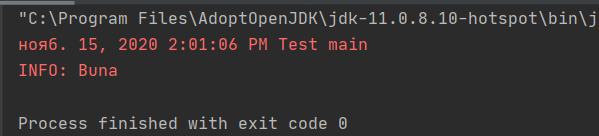 "C:\Program Files\AdoptOpenJDK\jdk-11.0.8.10-hotspot\bin\j
нояб. 15, 2020 2:01:06 PM Test main
INFO: Buna
Process finished with exit code 0